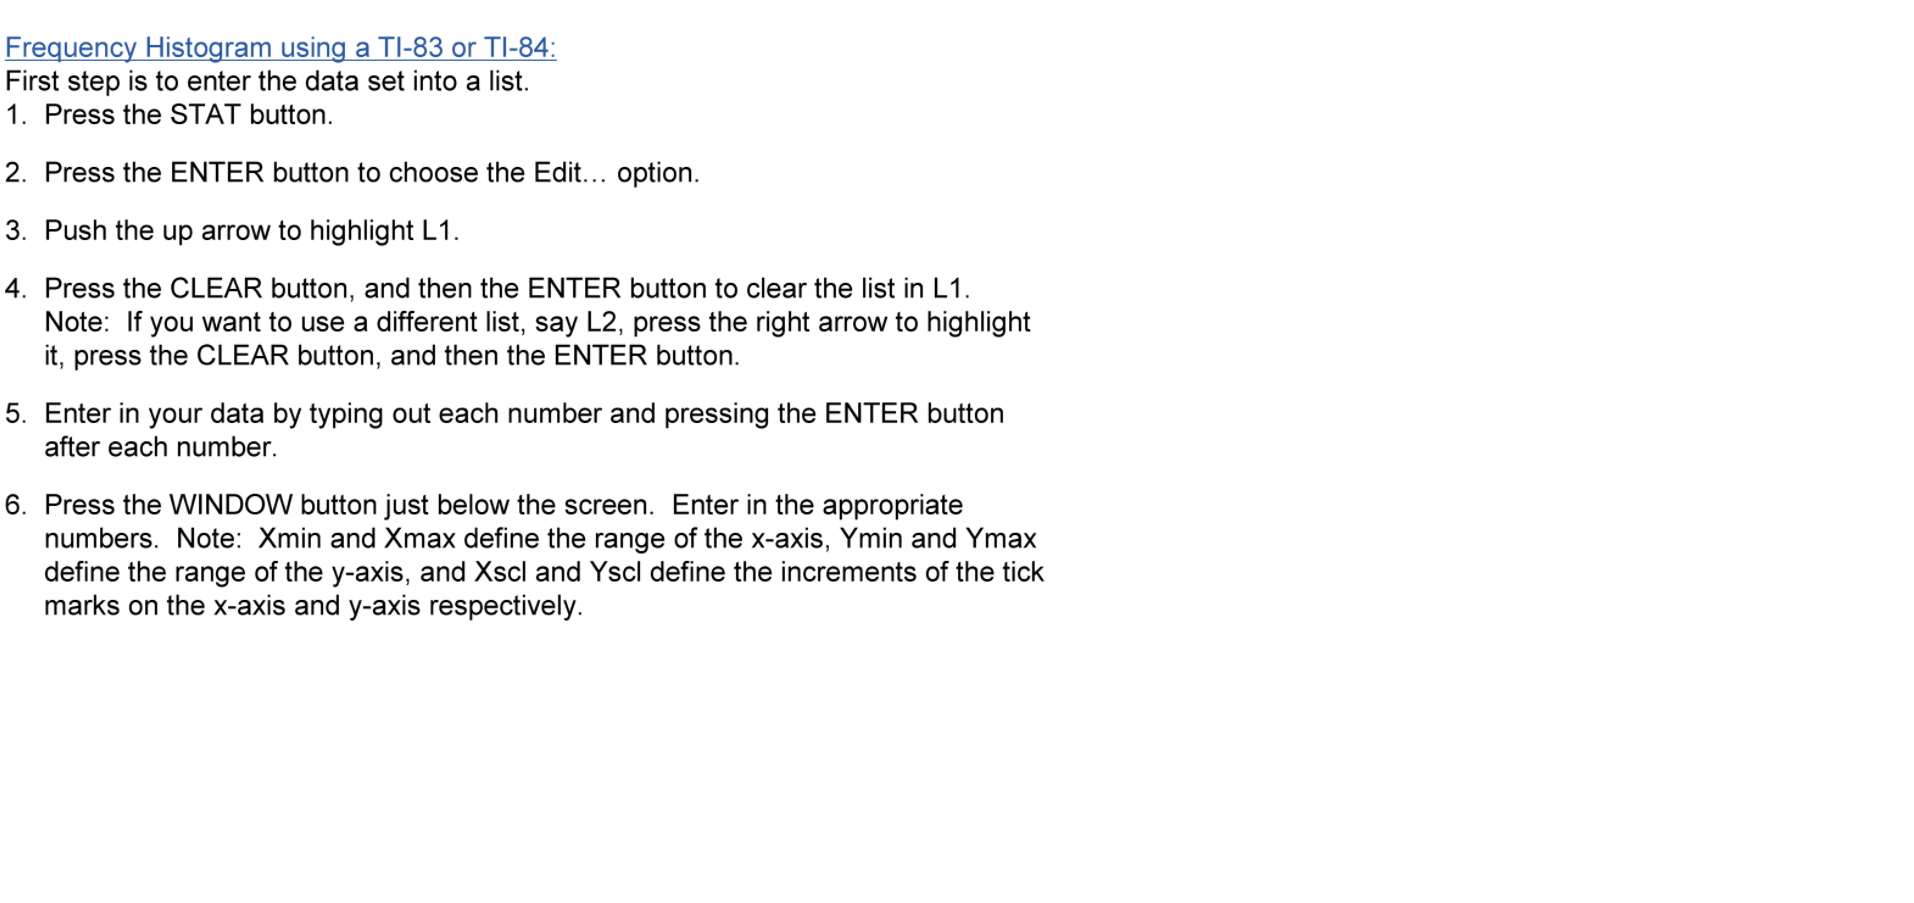 Frequency Histogram using a TI-83 or TI-84:
First step is to enter the data set into a list.
1. Press the STAT button.
2. Press the ENTER button to choose the Edit… option.
3. Push the up arrow to highlight L1.
4. Press the CLEAR button, and then the ENTER button to clear the list in L1.
Note: If you want to use a different list, say L2, press the right arrow to highlight
it, press the CLEAR button, and then the ENTER button.
5. Enter in your data by typing out each number and pressing the ENTER button
after each number.
6. Press the WINDOW button just below the screen. Enter in the appropriate
numbers. Note: Xmin and Xmax define the range of the x-axis, Ymin and Ymax
define the range of the y-axis, and Xscl and Yscl define the increments of the tick
marks on the x-axis and y-axis respectively.